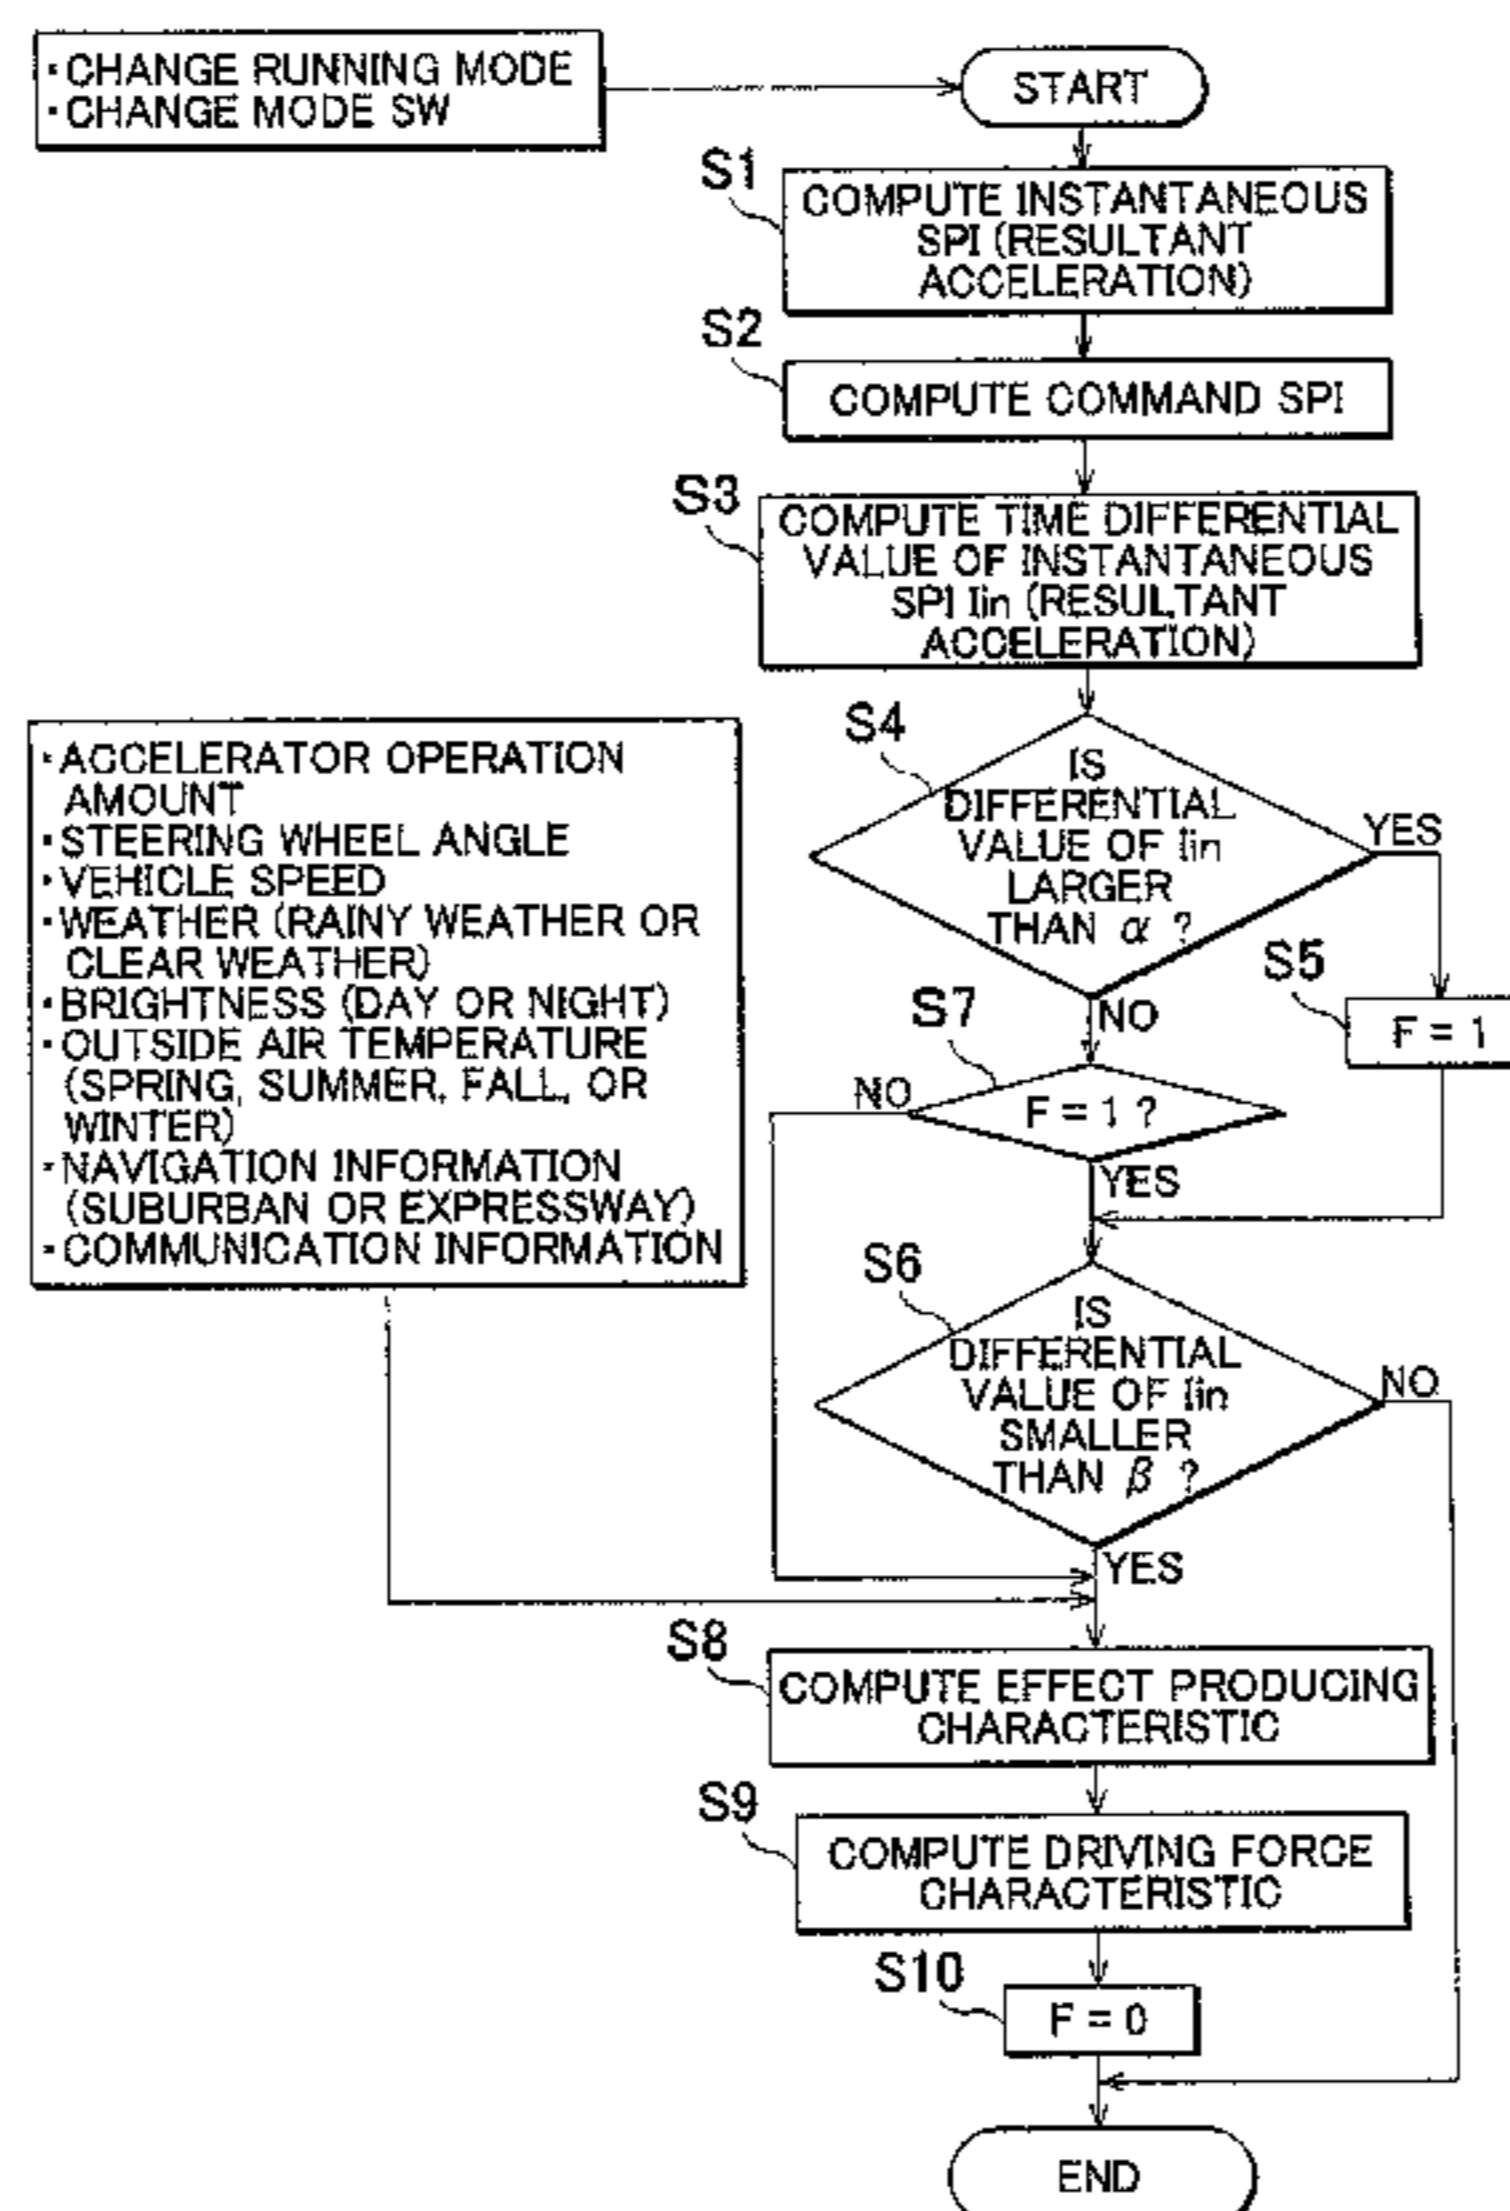 ・CHANGE RUNNING MODE
・CHANGE MODE SW
START
S1
COMPUTE INSTANTANEOUS
SPI (RESULTANT
ACCELERATION)
S2
COMPUTE COMMAND SPI
S3
COMPUTE TIME DIFFERENTIAL
VALUE OF INSTANTANEOUS
SPI Iin (RESULTANT
ACCELERATION)
S4
IS
DIFFERENTIAL
VALUE OF Iin
LARGER
THAN α ?
YES
NO
S5
F = 1
S7
F = 1 ?
NO
YES
・ACCELERATOR OPERATION
AMOUNT
・STEERING WHEEL ANGLE
・VEHICLE SPEED
・WEATHER (RAINY WEATHER OR
CLEAR WEATHER)
・BRIGHTNESS (DAY OR NIGHT)
・OUTSIDE AIR TEMPERATURE
(SPRING, SUMMER, FALL, OR
WINTER)
・NAVIGATION INFORMATION
(SUBURBAN OR EXPRESSWAY)
・COMMUNICATION INFORMATION
S6
IS
DIFFERENTIAL
VALUE OF Iin
SMALLER
THAN β ?
NO
YES
S8
COMPUTE EFFECT PRODUCING
CHARACTERISTIC
S9
COMPUTE DRIVING FORCE
CHARACTERISTIC
S10
F = 0
END